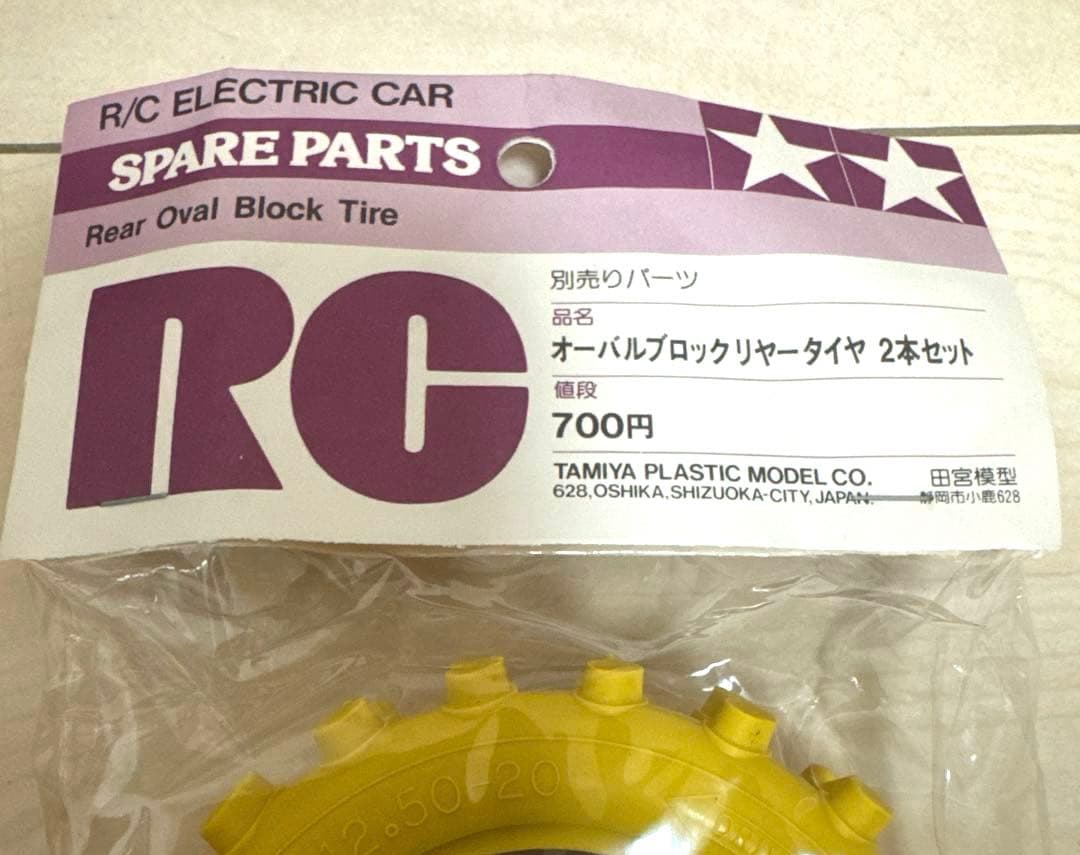 R/C ELECTRIC CAR
SPARE PARTS
Rear Oval Block Tire
RC
別売りパーツ
品名
オーバルブロックリヤータイヤ 2本セット
値段
700円
TAMIYA PLASTIC MODEL CO. 田宮模型
628, OSHIKA, SHIZUOKA-CITY, JAPAN. 静岡市小鹿628
12.50-20